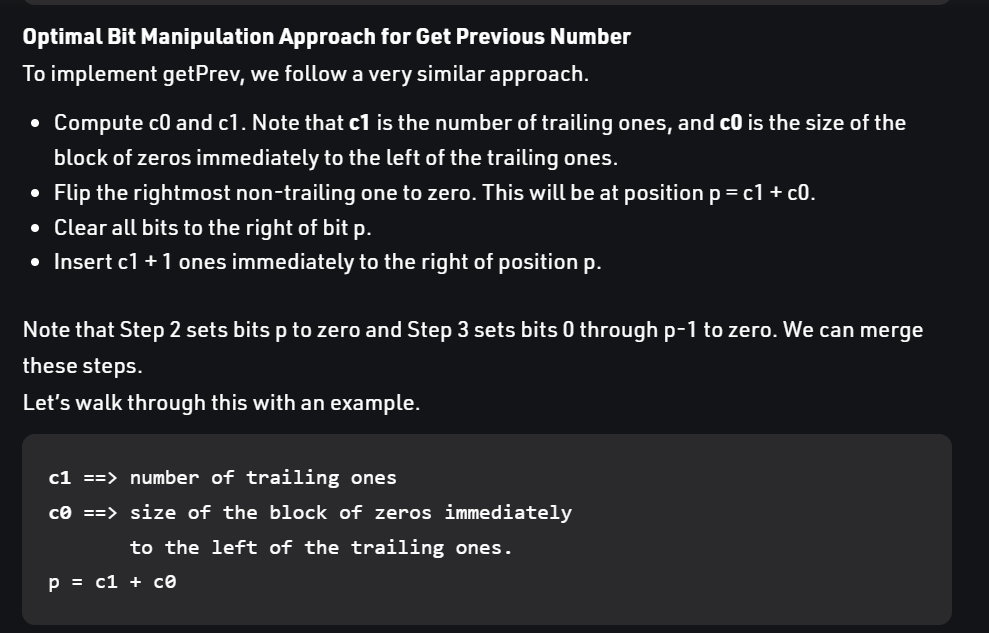 Optimal Bit Manipulation Approach for Get Previous Number
To implement getPrev, we follow a very similar approach.
• Compute c0 and c1. Note that c1 is the number of trailing ones, and c0 is the size of the
block of zeros immediately to the left of the trailing ones.
• Flip the rightmost non-trailing one to zero. This will be at position p = c1 + c0.
• Clear all bits to the right of bit p.
• Insert c1 + 1 ones immediately to the right of position p.
Note that Step 2 sets bits p to zero and Step 3 sets bits 0 through p-1 to zero. We can merge
these steps.
Let's walk through this with an example.
c1 ==> number of trailing ones
c0 ==> size of the block of zeros immediately
to the left of the trailing ones.
p = c1 + c0